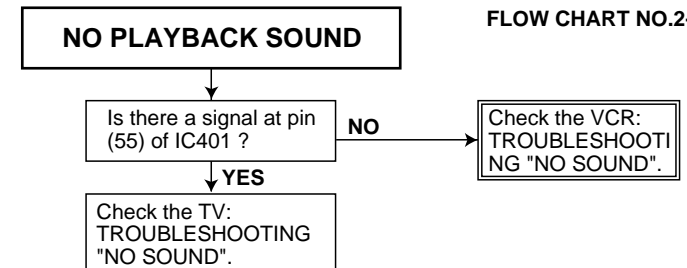 FLOW CHART NO.2-
NO PLAYBACK SOUND
Is there a signal at pin
(55) of IC401 ?
NO
Check the VCR:
TROUBLESHOOTI
NG "NO SOUND".
YES
Check the TV:
TROUBLESHOOTING
"NO SOUND".